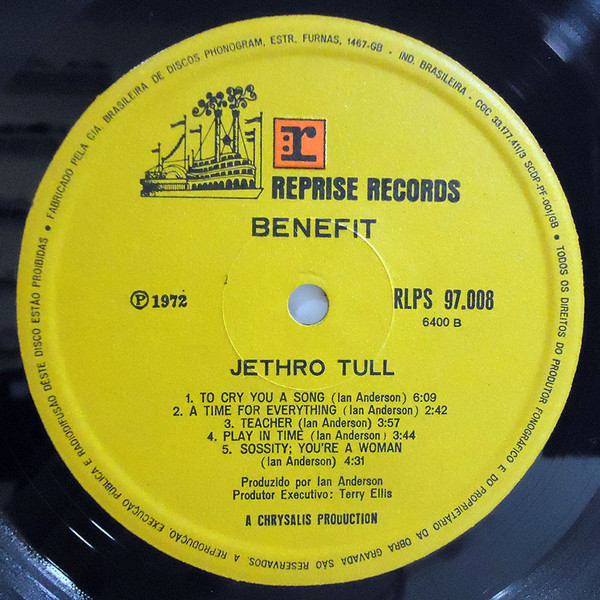 • FABRICADO PELA CIA. BRASILEIRA DE DISCOS PHONOGRAM, ESTR. FURNAS, 1467-GB - IND. BRASILEIRA - CGC 33.177.411/3 SCDP-PF-001/GB • TODOS OS DIREITOS DO PRODUTOR FONOGRÁFICO E DO PROPRIETÁRIO DA OBRA GRAVADA SÃO RESERVADOS. A REPRODUÇÃO, EXECUÇÃO PÚBLICA E RADIODIFUSÃO DESTE DISCO ESTÃO PROIBIDAS
:r
REPRISE RECORDS
BENEFIT
Ⓟ 1972
RLPS 97.008
6400 B
JETHRO TULL
1. TO CRY YOU A SONG (Ian Anderson) 6:09
2. A TIME FOR EVERYTHING (Ian Anderson) 2:42
3. TEACHER (Ian Anderson) 3:57
4. PLAY IN TIME (Ian Anderson) 3:44
5. SOSSITY; YOU'RE A WOMAN
(Ian Anderson) 4:31
Produzido por Ian Anderson
Produtor Executivo: Terry Ellis
A CHRYSALIS PRODUCTION